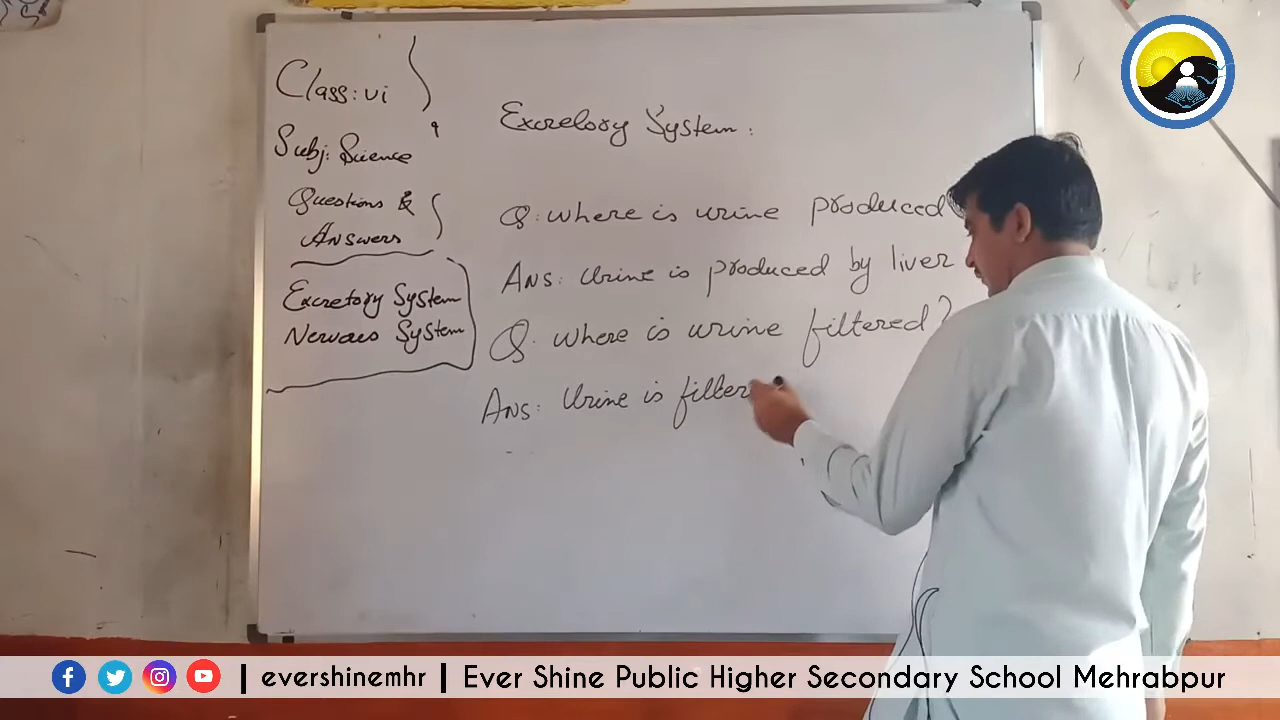 Class: vi
Subj: Science
Questions &
Answers
Excretory System
Nervous System
Excretory System:
Q: where is urine produced
Ans: Urine is produced by liver
Q: where is urine filtered?
Ans: Urine is filter
| evershinemhr | Ever Shine Public Higher Secondary School Mehrabpur